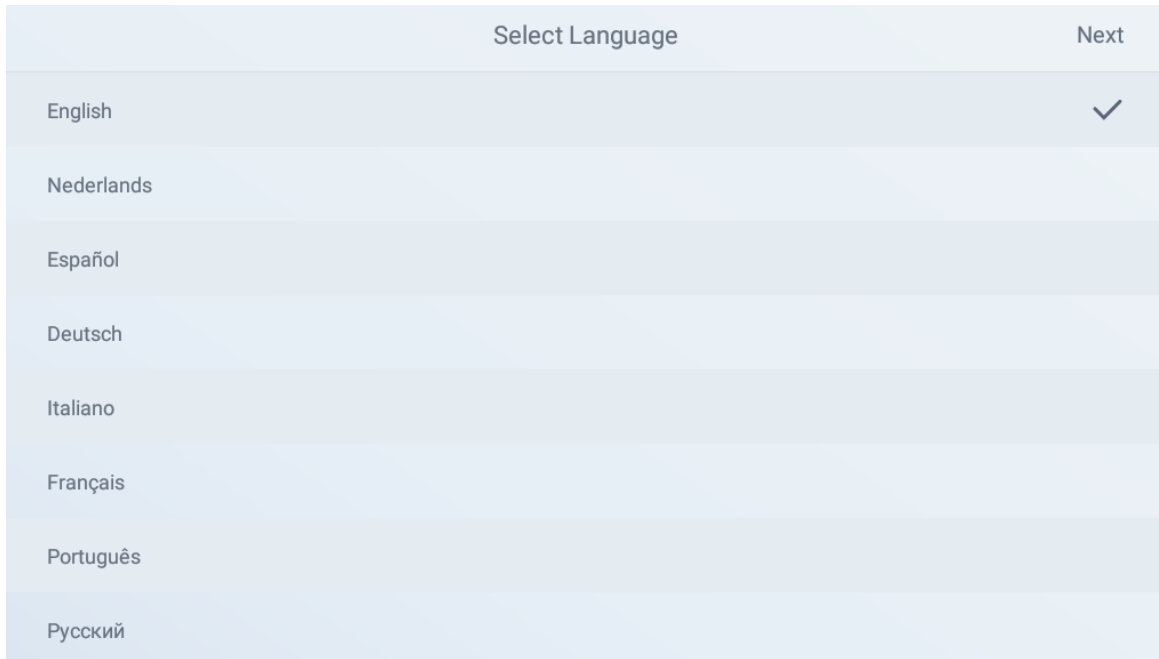 Select Language
Next
English
Nederlands
Español
Deutsch
Italiano
Français
Português
Русский